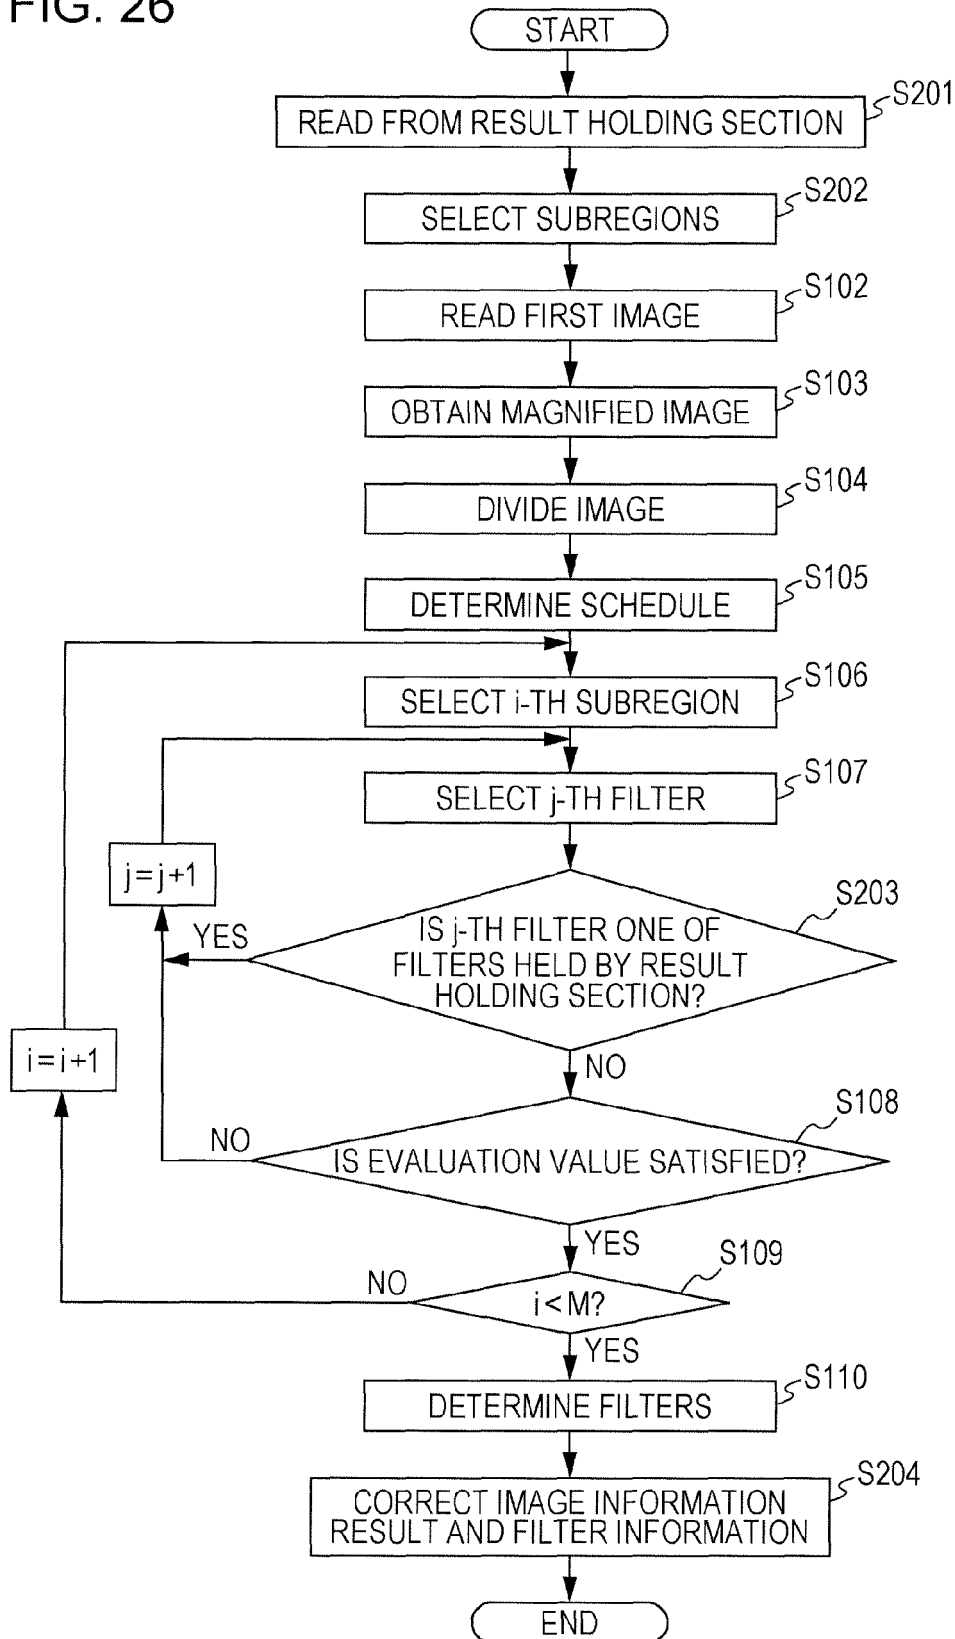 FIG. 26
START
READ FROM RESULT HOLDING SECTION
S201
SELECT SUBREGIONS
S202
READ FIRST IMAGE
S102
OBTAIN MAGNIFIED IMAGE
S103
DIVIDE IMAGE
S104
DETERMINE SCHEDULE
S105
SELECT i-TH SUBREGION
S106
SELECT j-TH FILTER
S107
j=j+1
YES
IS j-TH FILTER ONE OF
FILTERS HELD BY RESULT
HOLDING SECTION?
S203
i=i+1
NO
NO
IS EVALUATION VALUE SATISFIED?
S108
YES
NO
i<M?
S109
YES
DETERMINE FILTERS
S110
CORRECT IMAGE INFORMATION
RESULT AND FILTER INFORMATION
S204
END